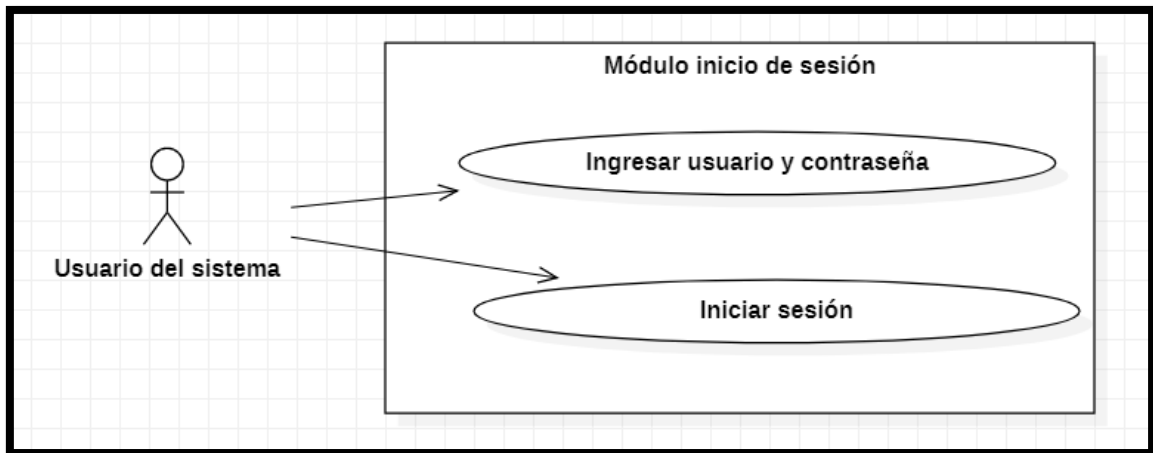 Módulo inicio de sesión
Ingresar usuario y contraseña
Usuario del sistema
Iniciar sesión